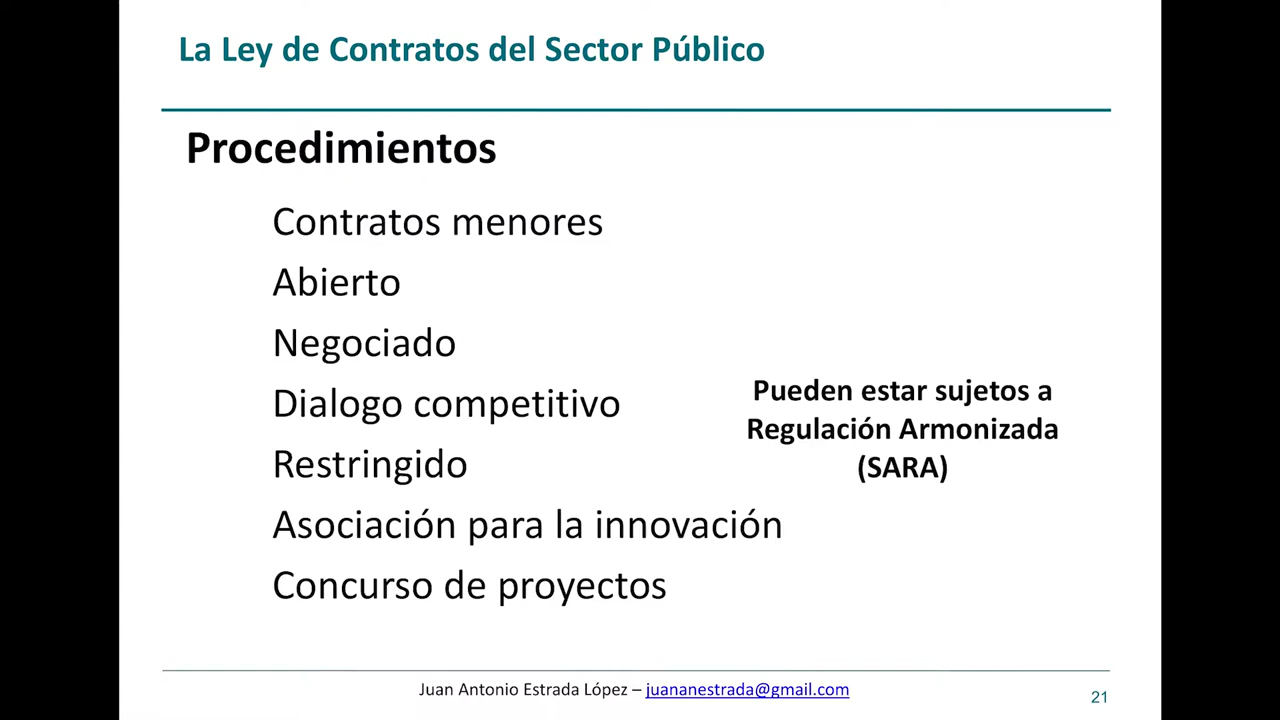 La Ley de Contratos del Sector Público
Procedimientos
Contratos menores
Abierto
Negociado
Dialogo competitivo
Restringido
Asociación para la innovación
Concurso de proyectos
Pueden estar sujetos a
Regulación Armonizada
(SARA)
Juan Antonio Estrada López – juananestrada@gmail.com
21